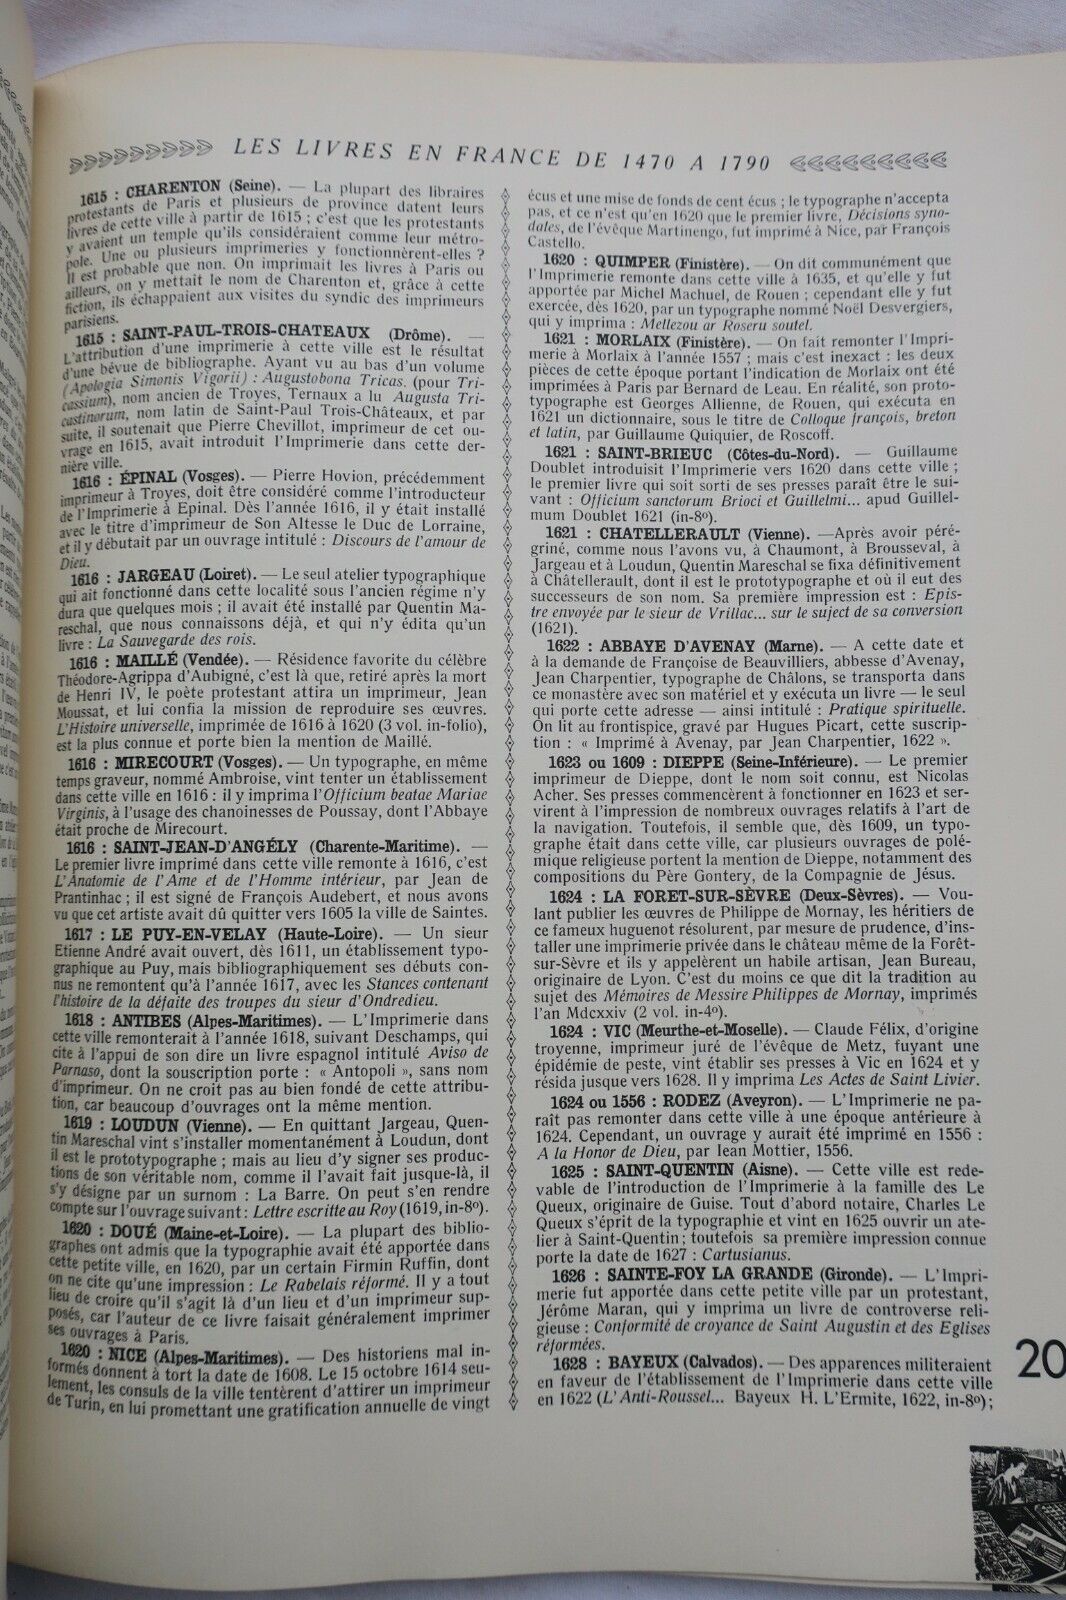 LES LIVRES EN FRANCE DE 1470 A 1790
1615 : CHARENTON (Seine). — La plupart des libraires
protestants de Paris et plusieurs de province datent leurs
livres de cette ville à partir de 1615 ; c'est que les protestants
y avaient un temple qu'ils considéraient comme leur métro-
pole. Une ou plusieurs imprimeries y fonctionnèrent-elles ?
Il est probable que non. On imprimait les livres à Paris ou
ailleurs, on y mettait le nom de Charenton et, grâce à cette
fiction, ils échappaient aux visites du syndic des imprimeurs
parisiens.
1615 : SAINT-PAUL-TROIS-CHATEAUX (Drôme). —
L'attribution d'une imprimerie à cette ville est le résultat
d'une bévue de bibliographe. Ayant vu au bas d'un volume
(Apologia Simonis Vigorii) : Augustobona Tricas. (pour Tri-
cassium), nom ancien de Troyes, Ternaux a lu Augusta Tri-
castinorum, nom latin de Saint-Paul Trois-Châteaux, et par
suite, il soutenait que Pierre Chevillot, imprimeur de cet ou-
vrage en 1615, avait introduit l'Imprimerie dans cette der-
nière ville.
1616 : ÉPINAL (Vosges). — Pierre Hovion, précédemment
imprimeur à Troyes, doit être considéré comme l'introducteur
de l'Imprimerie à Epinal. Dès l'année 1616, il y était installé
avec le titre d'imprimeur de Son Altesse le Duc de Lorraine,
et il y débutait par un ouvrage intitulé : Discours de l'amour de
Dieu.
1616 : JARGEAU (Loiret). — Le seul atelier typographique
qui ait fonctionné dans cette localité sous l'ancien régime n'y
dura que quelques mois ; il avait été installé par Quentin Ma-
reschal, que nous connaissons déjà, et qui n'y édita qu'un
livre : La Sauvegarde des rois.
1616 : MAILLÉ (Vendée). — Résidence favorite du célèbre
Théodore-Agrippa d'Aubigné, c'est là que, retiré après la mort
de Henri IV, le poète protestant attira un imprimeur, Jean
Moussat, et lui confia la mission de reproduire ses œuvres.
L'Histoire universelle, imprimée de 1616 à 1620 (3 vol. in-folio),
est la plus connue et porte bien la mention de Maillé.
1616 : MIRECOURT (Vosges). — Un typographe, en même
temps graveur, nommé Ambroise, vint tenter un établissement
dans cette ville en 1616 : il y imprima l'Officium beatae Mariae
Virginis, à l'usage des chanoinesses de Poussay, dont l'Abbaye
était proche de Mirecourt.
1616 : SAINT-JEAN-D'ANGÉLY (Charente-Maritime). —
Le premier livre imprimé dans cette ville remonte à 1616, c'est
L'Anatomie de l'Ame et de l'Homme intérieur, par Jean de
Prantinhac ; il est signé de François Audebert, et nous avons
vu que cet artiste avait dû quitter vers 1605 la ville de Saintes.
1617 : LE PUY-EN-VELAY (Haute-Loire). — Un sieur
Etienne André avait ouvert, dès 1611, un établissement typo-
graphique au Puy, mais bibliographiquement ses débuts con-
nus ne remontent qu'à l'année 1617, avec les Stances contenant
l'histoire de la défaite des troupes du sieur d'Ondredieu.
1618 : ANTIBES (Alpes-Maritimes). — L'Imprimerie dans
cette ville remonterait à l'année 1618, suivant Deschamps, qui
cite à l'appui de son dire un livre espagnol intitulé Aviso de
Parnaso, dont la souscription porte : « Antopoli », sans nom
d'imprimeur. On ne croit pas au bien fondé de cette attribu-
tion, car beaucoup d'ouvrages ont la même mention.
1619 : LOUDUN (Vienne). — En quittant Jargeau, Quen-
tin Mareschal vint s'installer momentanément à Loudun, dont
il est le prototypographe ; mais au lieu d'y signer ses produc-
tions de son véritable nom, comme il l'avait fait jusque-là, il
s'y désigne par un surnom : La Barre. On peut s'en rendre
compte sur l'ouvrage suivant : Lettre escritte au Roy (1619, in-8º).
1620 : DOUÉ (Maine-et-Loire). — La plupart des biblio-
graphes ont admis que la typographie avait été apportée dans
cette petite ville, en 1620, par un certain Firmin Ruffin, dont
on ne cite qu'une impression : Le Rabelais réformé. Il y a tout
lieu de croire qu'il s'agit là d'un lieu et d'un imprimeur sup-
posés, car l'auteur de ce livre faisait généralement imprimer
ses ouvrages à Paris.
1620 : NICE (Alpes-Maritimes). — Des historiens mal in-
formés donnent à tort la date de 1608. Le 15 octobre 1614 seu-
lement, les consuls de la ville tentèrent d'attirer un imprimeur
de Turin, en lui promettant une gratification annuelle de vingt
écus et une mise de fonds de cent écus ; le typographe n'accepta
pas, et ce n'est qu'en 1620 que le premier livre, Décisions syno-
dales, de l'évêque Martinengo, fut imprimé à Nice, par François
Castello.
1620 : QUIMPER (Finistère). — On dit communément que
l'Imprimerie remonte dans cette ville à 1635, et qu'elle y fut
apportée par Michel Machuel, de Rouen ; cependant elle y fut
exercée, dès 1620, par un typographe nommé Noël Desvergiers,
qui y imprima : Mellezou ar Roseru soutel.
1621 : MORLAIX (Finistère). — On fait remonter l'Impri-
merie à Morlaix à l'année 1557 ; mais c'est inexact : les deux
pièces de cette époque portant l'indication de Morlaix ont été
imprimées à Paris par Bernard de Leau. En réalité, son proto-
typographe est Georges Allienne, de Rouen, qui exécuta en
1621 un dictionnaire, sous le titre de Colloque françois, breton
et latin, par Guillaume Quiquier, de Roscoff.
1621 : SAINT-BRIEUC (Côtes-du-Nord). — Guillaume
Doublet introduisit l'Imprimerie vers 1620 dans cette ville ;
le premier livre qui soit sorti de ses presses paraît être le sui-
vant : Officium sanctorum Brioci et Guillelmi... apud Guillel-
mum Doublet 1621 (in-8º).
1621 : CHATELLERAULT (Vienne). —Après avoir péré-
griné, comme nous l'avons vu, à Chaumont, à Brousseval, à
Jargeau et à Loudun, Quentin Mareschal se fixa définitivement
à Châtellerault, dont il est le prototypographe et où il eut des
successeurs de son nom. Sa première impression est : Epis-
tre envoyée par le sieur de Vrillac... sur le suject de sa conversion
(1621).
1622 : ABBAYE D'AVENAY (Marne). — A cette date et
à la demande de Françoise de Beauvilliers, abbesse d'Avenay,
Jean Charpentier, typographe de Châlons, se transporta dans
ce monastère avec son matériel et y exécuta un livre — le seul
qui porte cette adresse — ainsi intitulé : Pratique spirituelle.
On lit au frontispice, gravé par Hugues Picart, cette suscrip-
tion : « Imprimé à Avenay, par Jean Charpentier, 1622 ».
1623 ou 1609 : DIEPPE (Seine-Inférieure). — Le premier
imprimeur de Dieppe, dont le nom soit connu, est Nicolas
Acher. Ses presses commencèrent à fonctionner en 1623 et ser-
virent à l'impression de nombreux ouvrages relatifs à l'art de
la navigation. Toutefois, il semble que, dès 1609, un typo-
graphe était dans cette ville, car plusieurs ouvrages de polé-
mique religieuse portent la mention de Dieppe, notamment des
compositions du Père Gontery, de la Compagnie de Jésus.
1624 : LA FORET-SUR-SÈVRE (Deux-Sèvres). — Vou-
lant publier les œuvres de Philippe de Mornay, les héritiers de
ce fameux huguenot résolurent, par mesure de prudence, d'ins-
taller une imprimerie privée dans le château même de la Forêt-
sur-Sèvre et ils y appelèrent un habile artisan, Jean Bureau,
originaire de Lyon. C'est du moins ce que dit la tradition au
sujet des Mémoires de Messire Philippes de Mornay, imprimés
l'an Mdcxxiv (2 vol. in-4º).
1624 : VIC (Meurthe-et-Moselle). — Claude Félix, d'origine
troyenne, imprimeur juré de l'évêque de Metz, fuyant une
épidémie de peste, vint établir ses presses à Vic en 1624 et y
résida jusque vers 1628. Il y imprima Les Actes de Saint Livier.
1624 ou 1556 : RODEZ (Aveyron). — L'Imprimerie ne pa-
raît pas remonter dans cette ville à une époque antérieure à
1624. Cependant, un ouvrage y aurait été imprimé en 1556 :
A la Honor de Dieu, par Iean Mottier, 1556.
1625 : SAINT-QUENTIN (Aisne). — Cette ville est rede-
vable de l'introduction de l'Imprimerie à la famille des Le
Queux, originaire de Guise. Tout d'abord notaire, Charles Le
Queux s'éprit de la typographie et vint en 1625 ouvrir un ate-
lier à Saint-Quentin ; toutefois sa première impression connue
porte la date de 1627 : Cartusianus.
1626 : SAINTE-FOY LA GRANDE (Gironde). — L'Impri-
merie fut apportée dans cette petite ville par un protestant,
Jérôme Maran, qui y imprima un livre de controverse reli-
gieuse : Conformité de croyance de Saint Augustin et des Eglises
réformées.
1628 : BAYEUX (Calvados). — Des apparences militeraient
en faveur de l'établissement de l'Imprimerie dans cette ville
en 1622 (L'Anti-Roussel... Bayeux H. L'Ermite, 1622, in-8º) ;
20